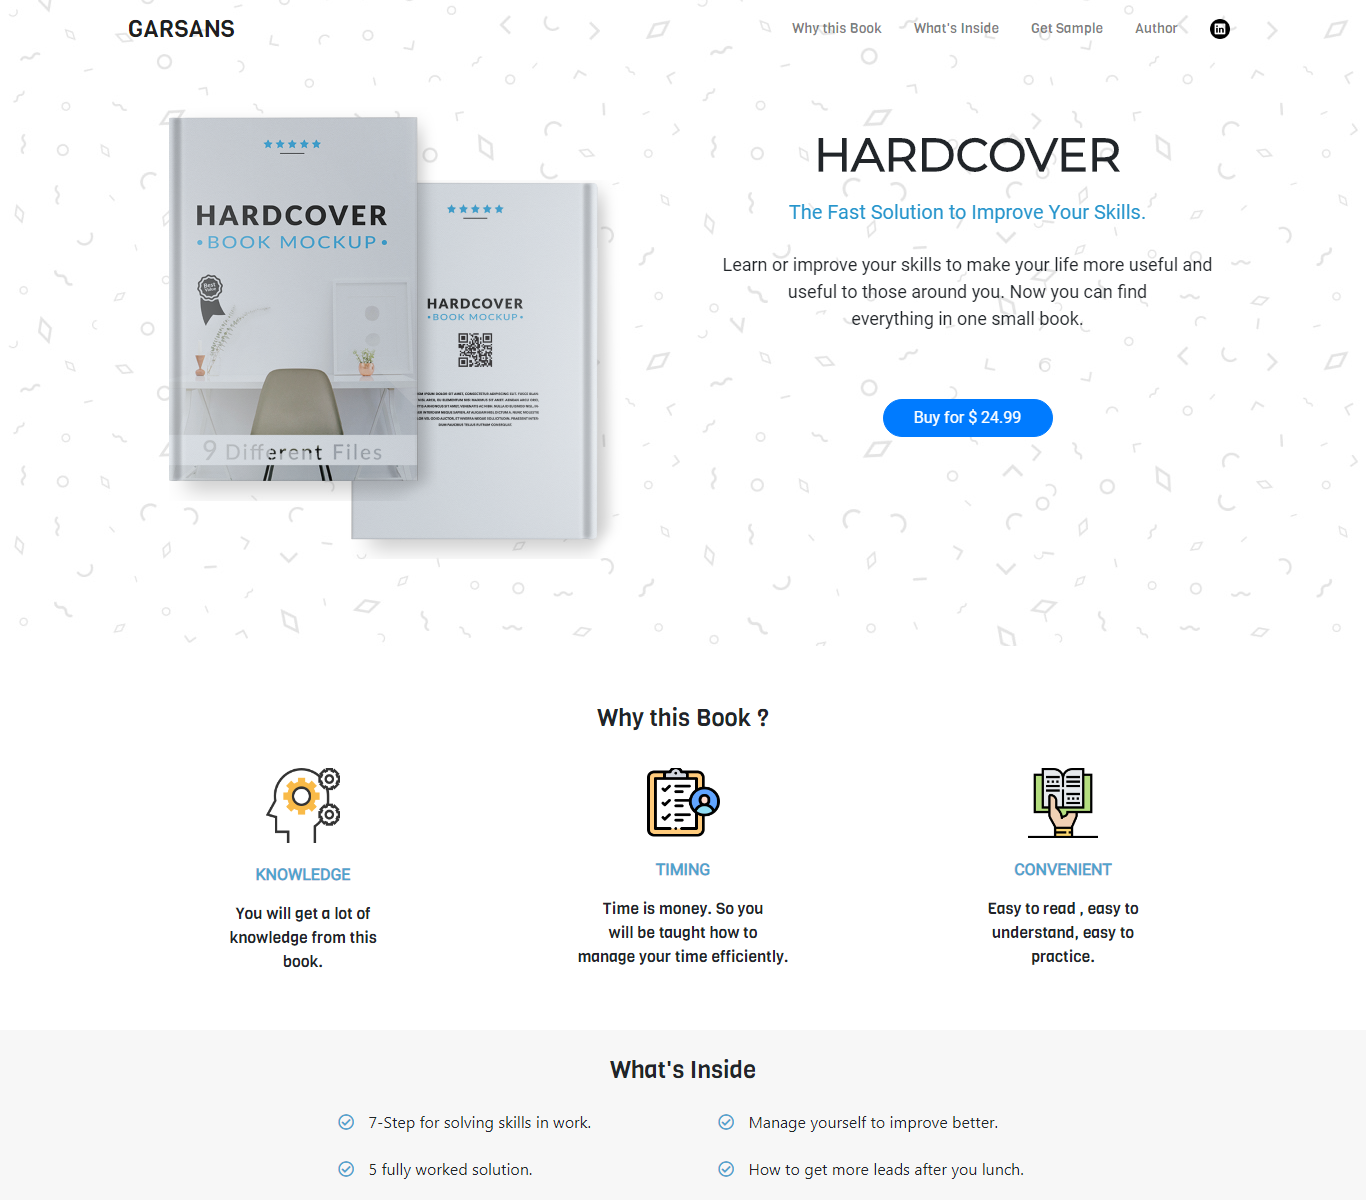 GARSANS
Why this Book
What's Inside
Get Sample
Author
HARDCOVER
•BOOK MOCKUP•
Best
Value
9 Different Files
HARDCOVER
•BOOK MOCKUP•
HARDCOVER
The Fast Solution to Improve Your Skills.
Learn or improve your skills to make your life more useful and
useful to those around you. Now you can find
everything in one small book.
Buy for $ 24.99
Why this Book ?
KNOWLEDGE
You will get a lot of
knowledge from this
book.
TIMING
Time is money. So you
will be taught how to
manage your time efficiently.
CONVENIENT
Easy to read , easy to
understand, easy to
practice.
What's Inside
7-Step for solving skills in work.
Manage yourself to improve better.
5 fully worked solution.
How to get more leads after you lunch.